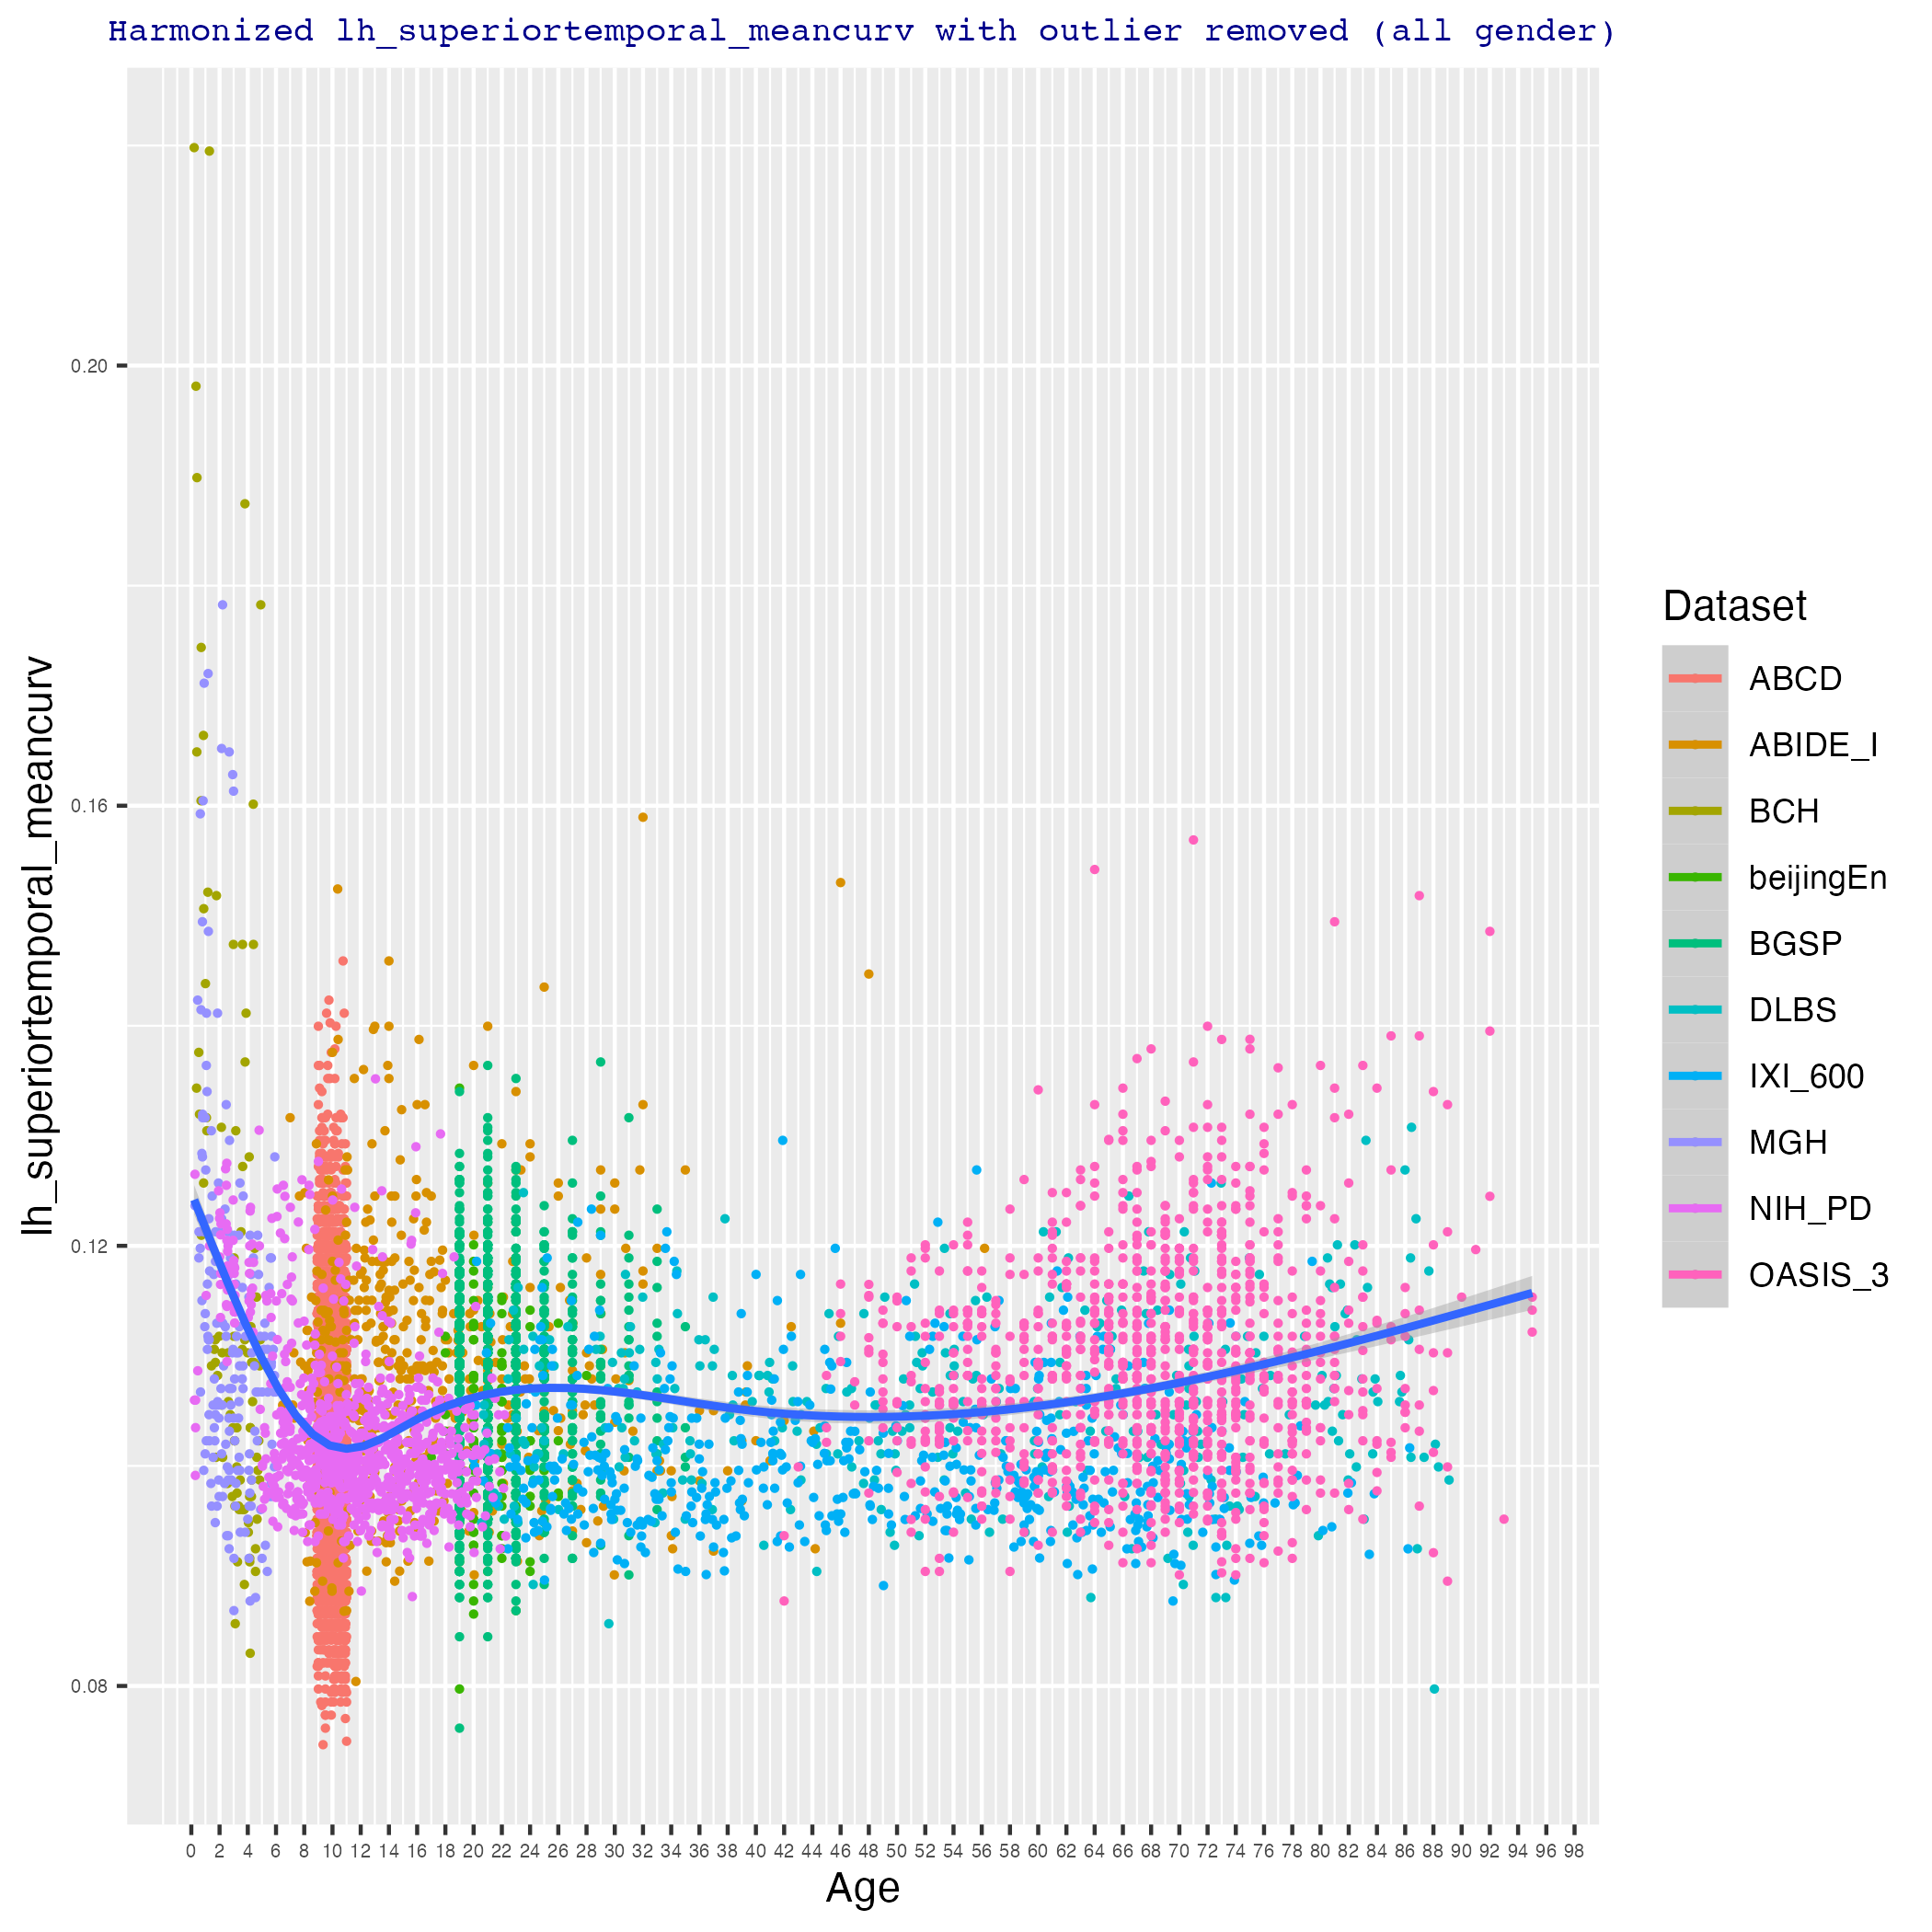 Harmonized lh_superiortemporal_meancurv with outlier removed (all gender)
lh_superiortemporal_meancurv
0.20
0.16
0.12
0.08
0 2 4 6 8 10 12 14 16 18 20 22 24 26 28 30 32 34 36 38 40 42 44 46 48 50 52 54 56 58 60 62 64 66 68 70 72 74 76 78 80 82 84 86 88 90 92 94 96 98
Age
Dataset
ABCD
ABIDE_I
BCH
beijingEn
BGSP
DLBS
IXI_600
MGH
NIH_PD
OASIS_3